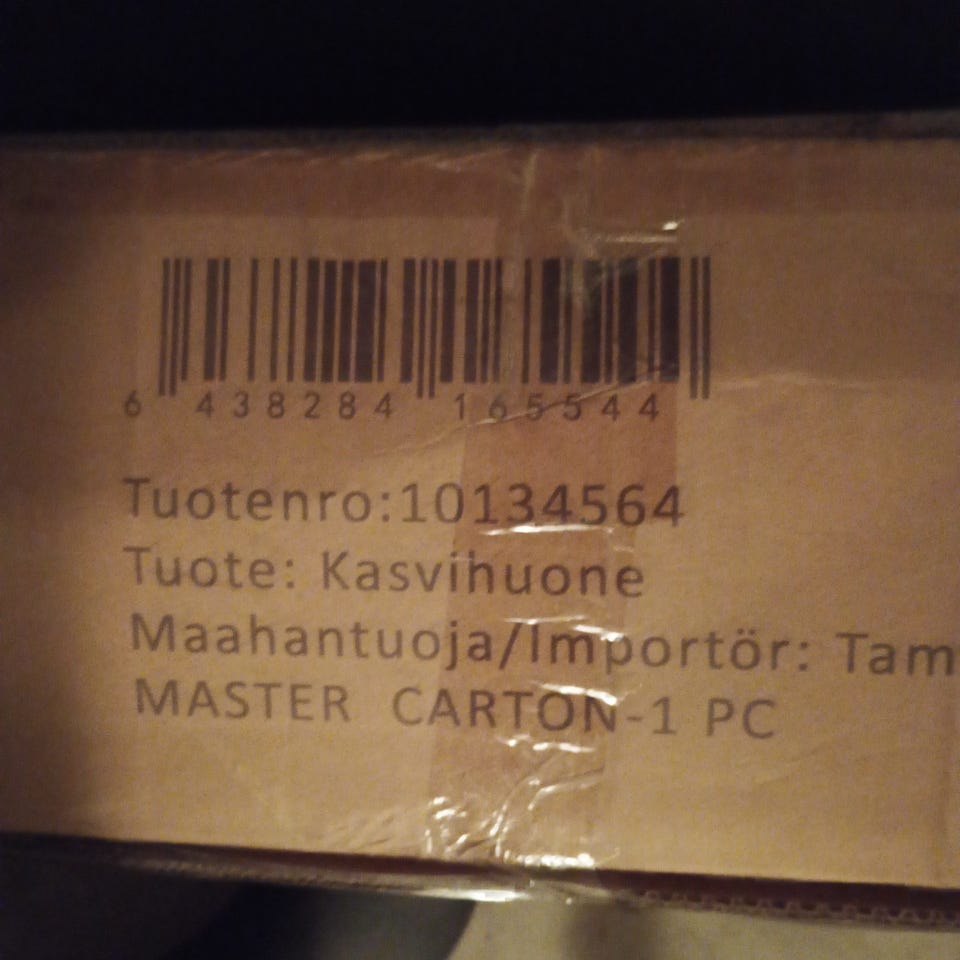 6 438284 165544
Tuotenro:10134564
Tuote: Kasvihuone
Maahantuoja/Importör: Tam
MASTER CARTON-1 PC